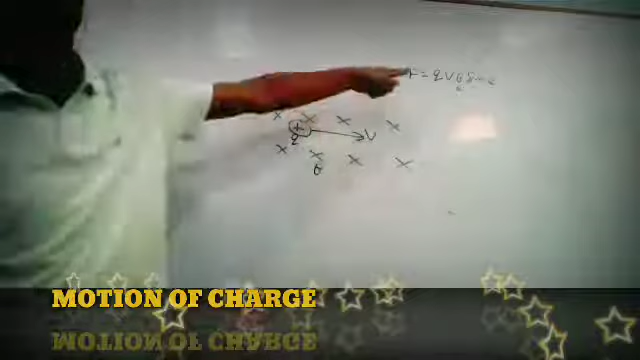 F = qVB Sin θ
+
V
q
B
MOTION OF CHARGE